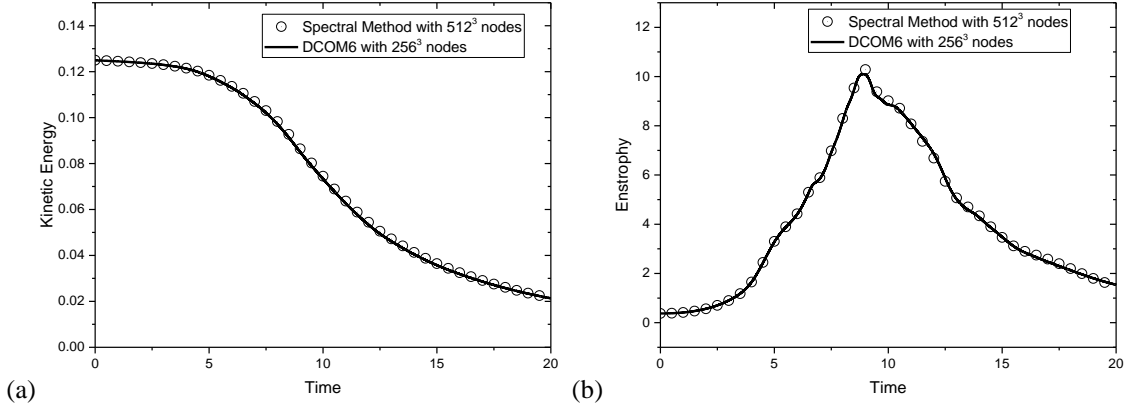 Spectral Method with 512³ nodes
DCOM6 with 256³ nodes
Kinetic Energy
0.14
0.12
0.10
0.08
0.06
0.04
0.02
0.00
0 5 10 15 20
Time
(a)
Spectral Method with 512³ nodes
DCOM6 with 256³ nodes
Enstrophy
12
10
8
6
4
2
0
0 5 10 15 20
Time
(b)